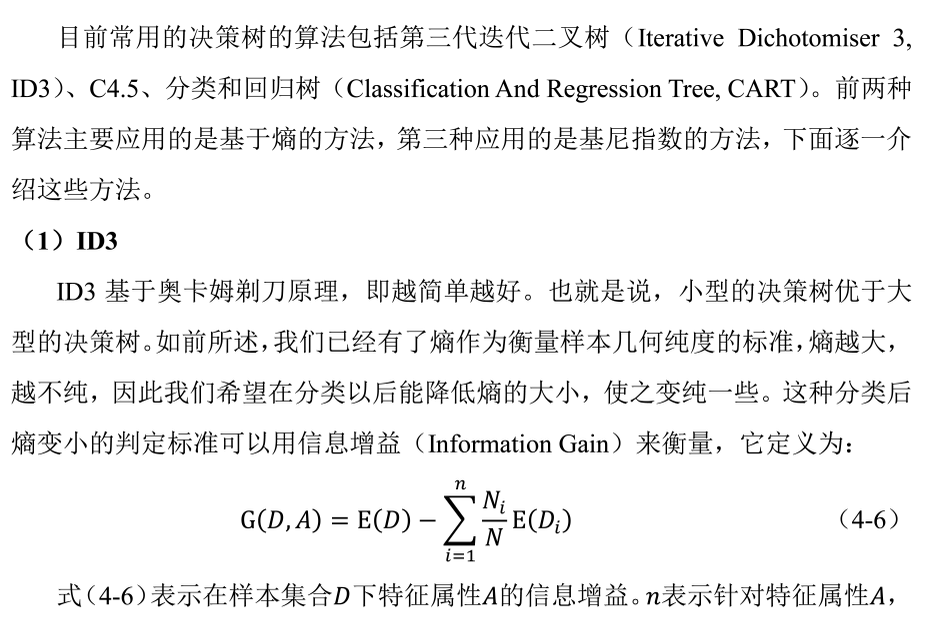 目前常用的决策树的算法包括第三代迭代二叉树（Iterative Dichotomiser 3,
ID3）、C4.5、分类和回归树（Classification And Regression Tree, CART）。前两种
算法主要应用的是基于熵的方法，第三种应用的是基尼指数的方法，下面逐一介
绍这些方法。
（1）ID3
ID3 基于奥卡姆剃刀原理，即越简单越好。也就是说，小型的决策树优于大
型的决策树。如前所述，我们已经有了熵作为衡量样本几何纯度的标准，熵越大，
越不纯，因此我们希望在分类以后能降低熵的大小，使之变纯一些。这种分类后
熵变小的判定标准可以用信息增益（Information Gain）来衡量，它定义为：
G(D, A) = E(D) − ∑_{i=1}^{n} \frac{N_i}{N} E(D_i) （4-6）
式（4-6）表示在样本集合D下特征属性A的信息增益。n表示针对特征属性A，